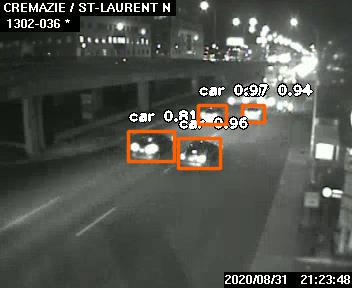 CREMAZIE / ST-LAURENT N
1302-036 *
car 0.97 0.94
car 0.81
car 0.96
2020/08/31 21:23:48